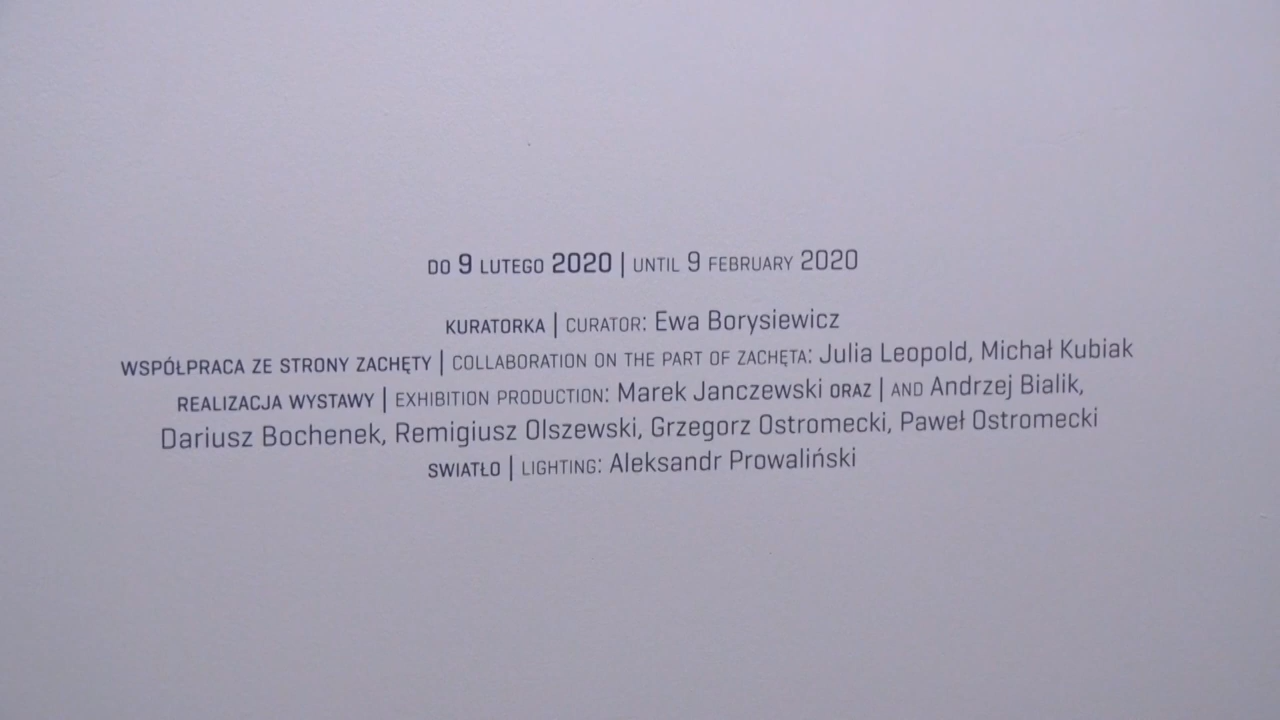 DO 9 LUTEGO 2020 | UNTIL 9 FEBRUARY 2020
KURATORKA | CURATOR: Ewa Borysiewicz
WSPÓŁPRACA ZE STRONY ZACHĘTY | COLLABORATION ON THE PART OF ZACHĘTA: Julia Leopold, Michał Kubiak
REALIZACJA WYSTAWY | EXHIBITION PRODUCTION: Marek Janczewski ORAZ | AND Andrzej Bialik,
Dariusz Bochenek, Remigiusz Olszewski, Grzegorz Ostromecki, Paweł Ostromecki
SWIATŁO | LIGHTING: Aleksandr Prowaliński